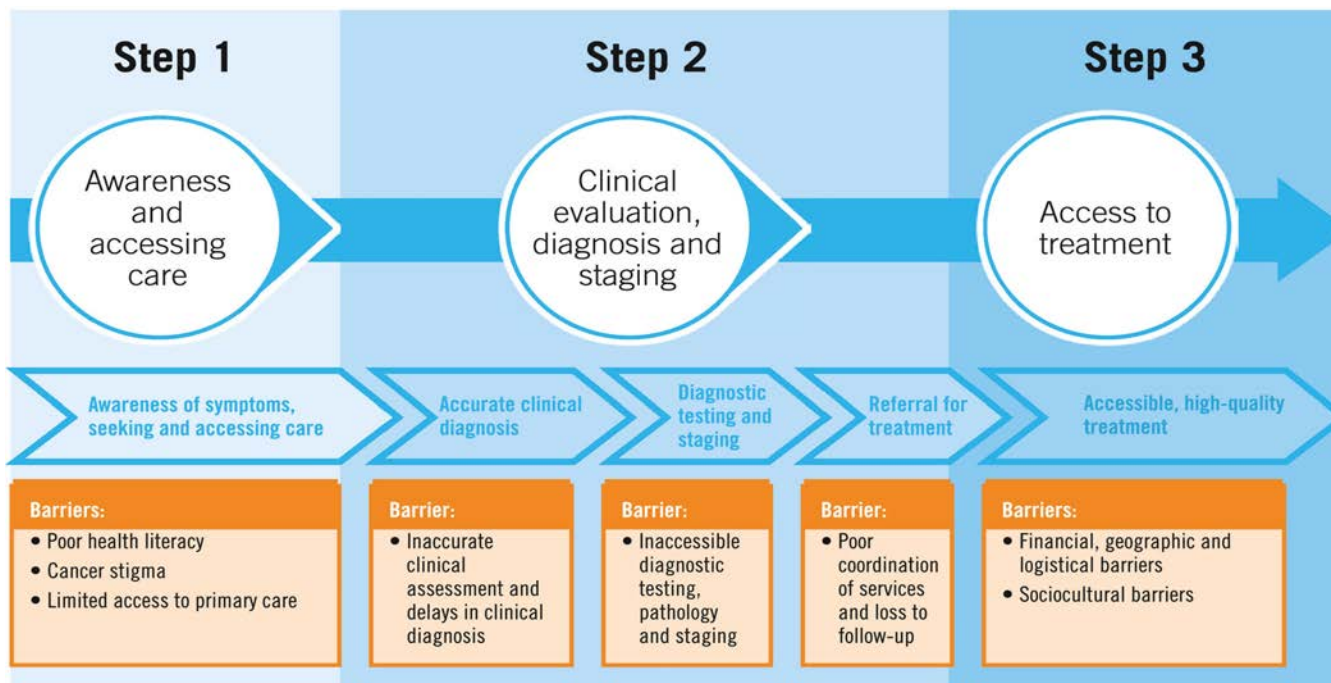 Step 1
Step 2
Step 3
Awareness
and
accessing
care
Clinical
evaluation,
diagnosis and
staging
Access to
treatment
Awareness of symptoms,
seeking and accessing care
Accurate clinical
diagnosis
Diagnostic
testing and
staging
Referral for
treatment
Accessible, high-quality
treatment
Barriers:
• Poor health literacy
• Cancer stigma
• Limited access to primary care
Barrier:
• Inaccurate
clinical
assessment and
delays in clinical
diagnosis
Barrier:
• Inaccessible
diagnostic
testing,
pathology
and staging
Barrier:
• Poor
coordination
of services
and loss to
follow-up
Barriers:
• Financial, geographic and
logistical barriers
• Sociocultural barriers